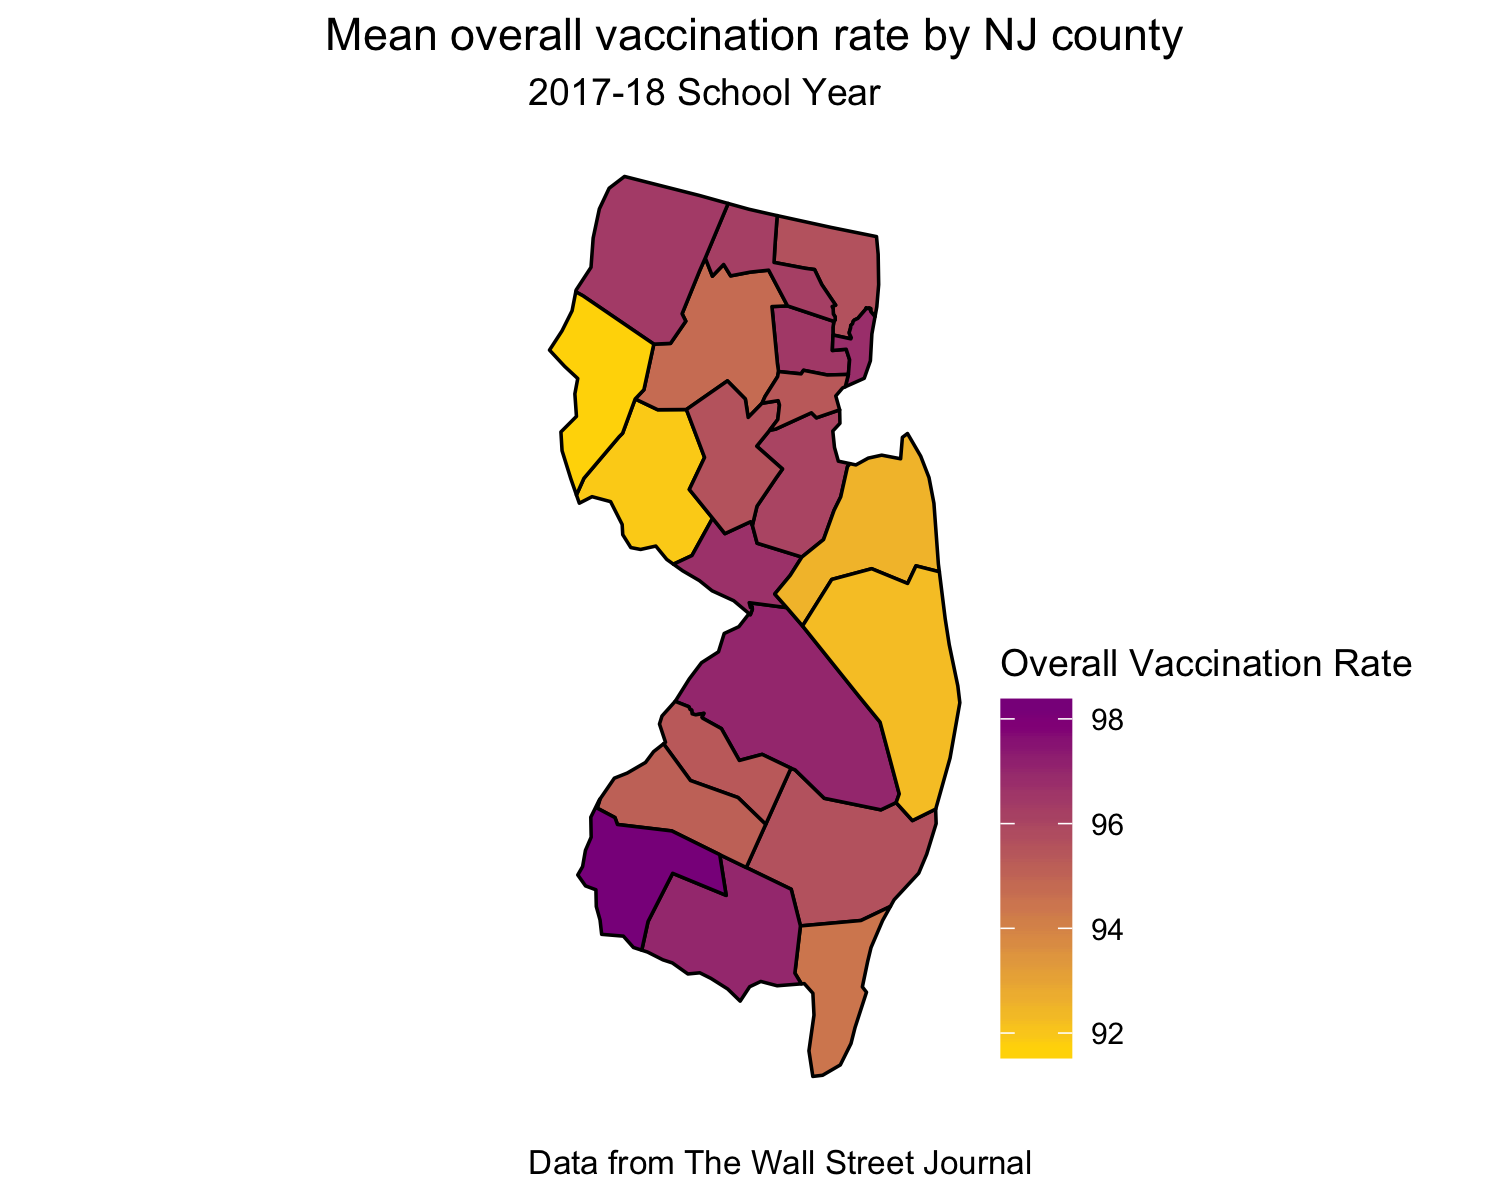 Mean overall vaccination rate by NJ county
2017-18 School Year
Overall Vaccination Rate
98
96
94
92
Data from The Wall Street Journal